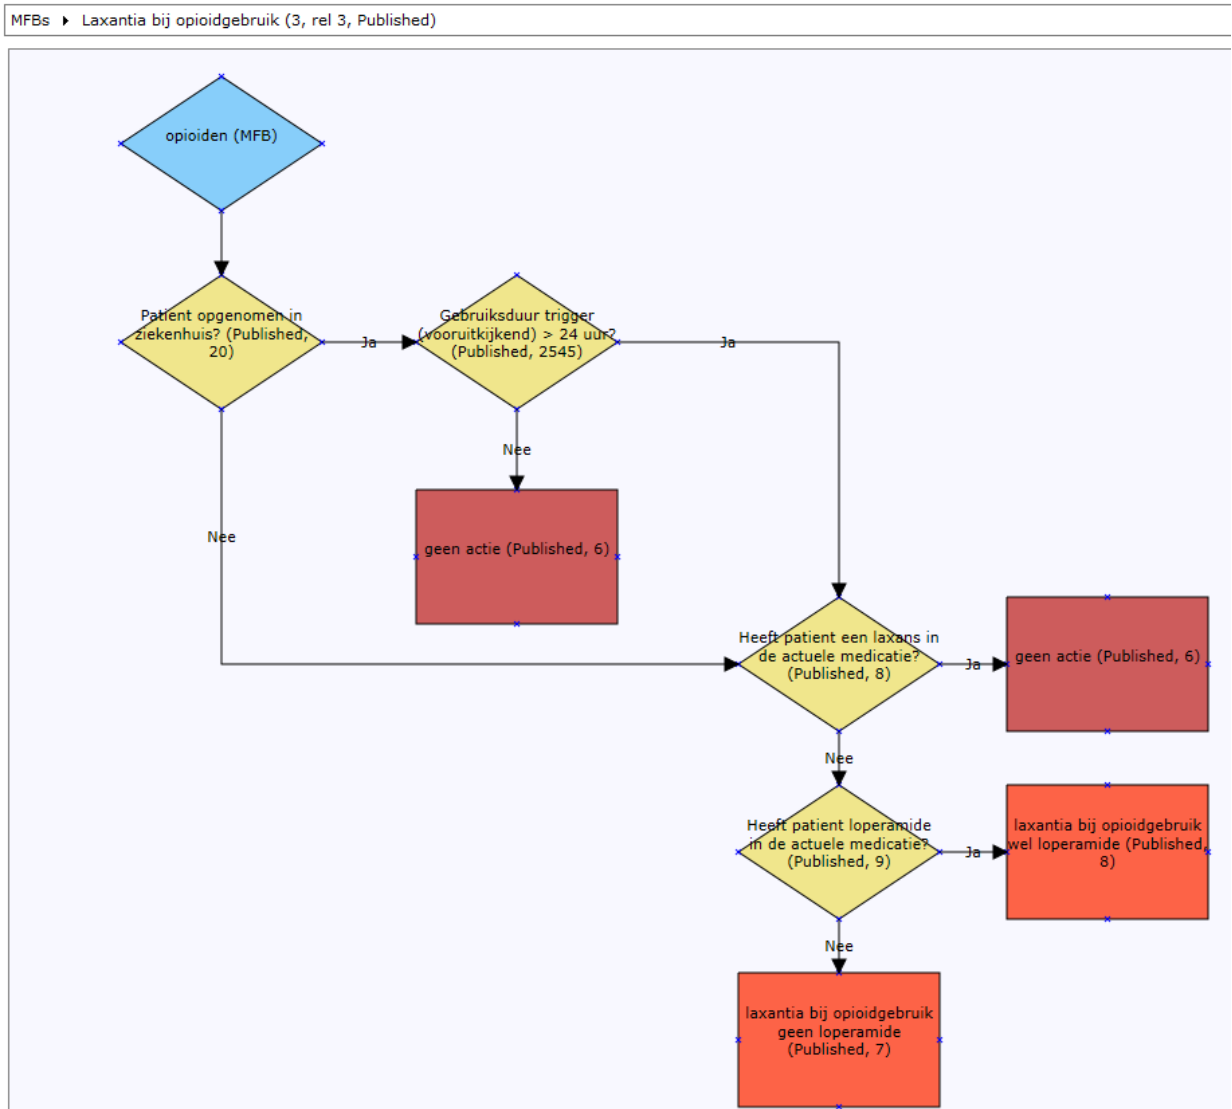 MFBs ▸ Laxantia bij opioidgebruik (3, rel 3, Published)
opioiden (MFB)
Patient opgenomen in
ziekenhuis? (Published,
20)
Ja
Gebruiksduur trigger
(vooruitkijkend) > 24 uur?
(Published, 2545)
Ja
Nee
geen actie (Published, 6)
Nee
Heeft patient een laxans in
de actuele medicatie?
(Published, 8)
Ja
geen actie (Published, 6)
Nee
Heeft patient loperamide
in de actuele medicatie?
(Published, 9)
Ja
laxantia bij opioidgebruik
wel loperamide (Published,
8)
Nee
laxantia bij opioidgebruik
geen loperamide
(Published, 7)